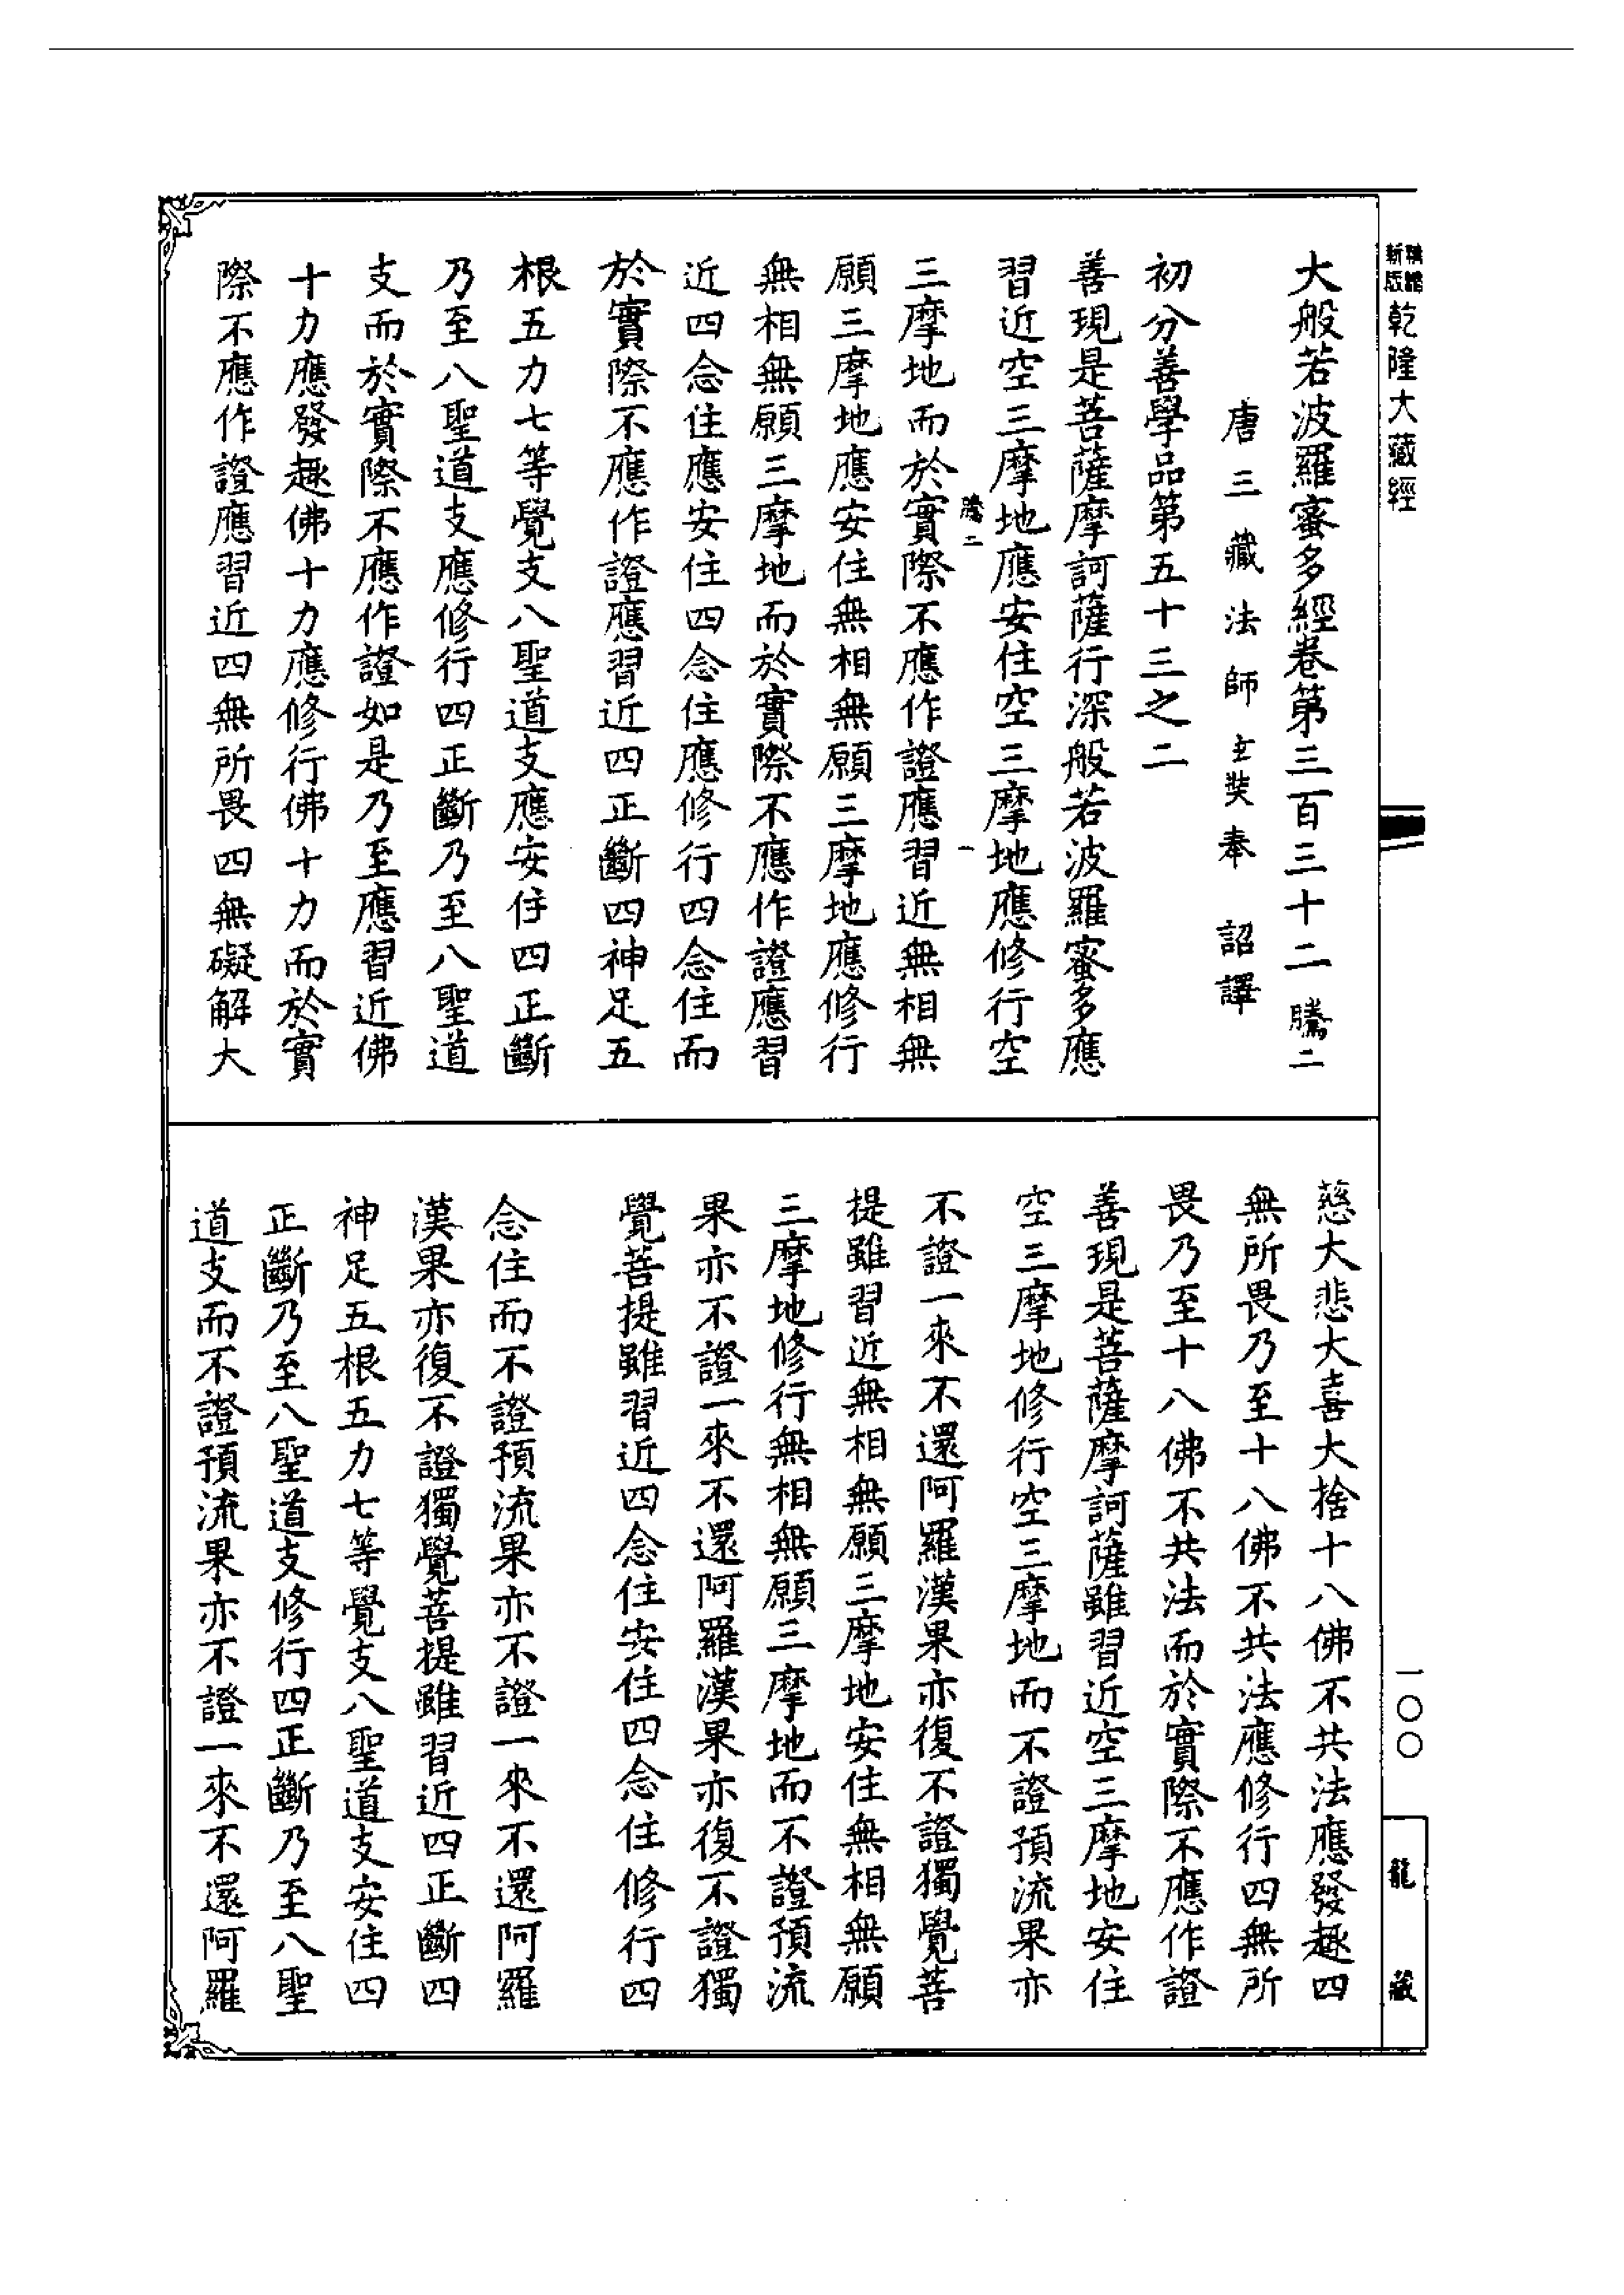 新版
精縮
乾隆大藏經
大般若波羅蜜多經卷第三百三十二 騰二
唐三藏法師玄奘奉 詔譯
初分善學品第五十三之二
善現是菩薩摩訶薩行深般若波羅蜜多應
習近空三摩地應安住空三摩地應修行空
騰二 一
三摩地而於實際不應作證應習近無相無
願三摩地應安住無相無願三摩地應修行
無相無願三摩地而於實際不應作證應習
近四念住應安住四念住應修行四念住而
於實際不應作證應習近四正斷四神足五
根五力七等覺支八聖道支應安住四正斷
乃至八聖道支應修行四正斷乃至八聖道
支而於實際不應作證如是乃至應習近佛
十力應發趣佛十力應修行佛十力而於實
際不應作證應習近四無所畏四無礙解大
慈大悲大喜大捨十八佛不共法應發趣四
無所畏乃至十八佛不共法應修行四無所
畏乃至十八佛不共法而於實際不應作證
善現是菩薩摩訶薩雖習近空三摩地安住
空三摩地修行空三摩地而不證預流果亦
不證一來不還阿羅漢果亦復不證獨覺菩
提雖習近無相無願三摩地安住無相無願
三摩地修行無相無願三摩地而不證預流
果亦不證一來不還阿羅漢果亦復不證獨
覺菩提雖習近四念住安住四念住修行四
念住而不證預流果亦不證一來不還阿羅
漢果亦復不證獨覺菩提雖習近四正斷四
神足五根五力七等覺支八聖道支安住四
正斷乃至八聖道支修行四正斷乃至八聖
道支而不證預流果亦不證一來不還阿羅
一〇〇
龍藏